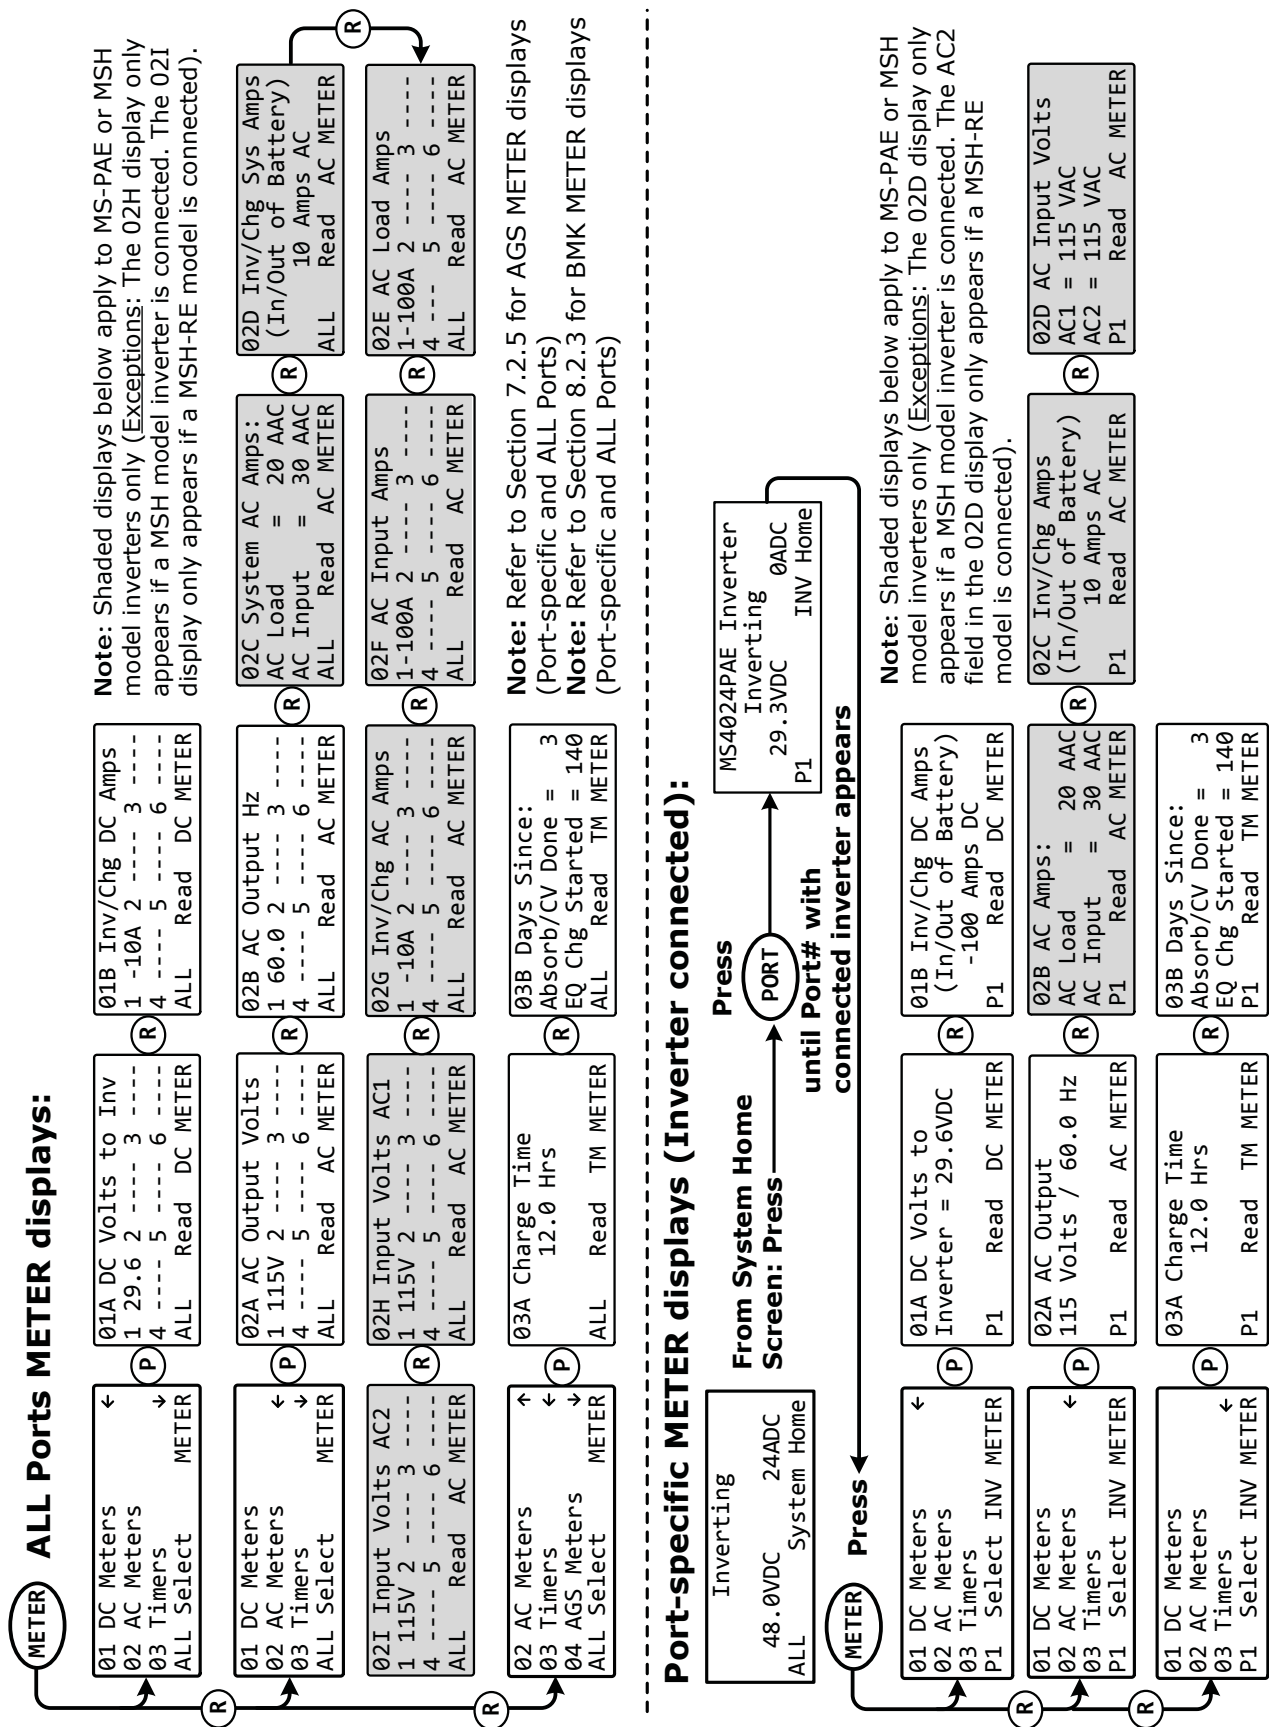 METER
ALL Ports METER displays:
01 DC Meters ←
02 AC Meters
03 Timers ↓
ALL Select METER
P
01A DC Volts to Inv
1 29.6 2 ---- 3 ----
4 ---- 5 ---- 6 ----
ALL Read DC METER
R
01B Inv/Chg DC Amps
1 -10A 2 ---- 3 ----
4 ---- 5 ---- 6 ----
ALL Read DC METER
Note: Shaded displays below apply to MS-PAE or MSH
model inverters only (Exceptions: The 02H display only
appears if a MSH model inverter is connected. The 02I
display only appears if a MSH-RE model is connected).
R
01 DC Meters
02 AC Meters ←
03 Timers ↓
ALL Select METER
P
02A AC Output Volts
1 115V 2 ---- 3 ----
4 ---- 5 ---- 6 ----
ALL Read AC METER
R
02B AC Output Hz
1 60.0 2 ---- 3 ----
4 ---- 5 ---- 6 ----
ALL Read AC METER
R
02C System AC Amps:
AC Load = 20 AAC
AC Input = 30 AAC
ALL Read AC METER
R
02D Inv/Chg Sys Amps
(In/Out of Battery)
10 Amps AC
ALL Read AC METER
R
02I Input Volts AC2
1 115V 2 ---- 3 ----
4 ---- 5 ---- 6 ----
ALL Read AC METER
R
02H Input Volts AC1
1 115V 2 ---- 3 ----
4 ---- 5 ---- 6 ----
ALL Read AC METER
R
02G Inv/Chg AC Amps
1 -10A 2 ---- 3 ----
4 ---- 5 ---- 6 ----
ALL Read AC METER
R
02F AC Input Amps
1-100A 2 ---- 3 ----
4 ---- 5 ---- 6 ----
ALL Read AC METER
R
02E AC Load Amps
1-100A 2 ---- 3 ----
4 ---- 5 ---- 6 ----
ALL Read AC METER
R
02 AC Meters ↑
03 Timers ←
04 AGS Meters ↓
ALL Select METER
P
03A Charge Time
12.0 Hrs
ALL Read TM METER
R
03B Days Since:
Absorb/CV Done = 3
EQ Chg Started = 140
ALL Read TM METER
Note: Refer to Section 7.2.5 for AGS METER displays
(Port-specific and ALL Ports)
Note: Refer to Section 8.2.3 for BMK METER displays
(Port-specific and ALL Ports)
Port-specific METER displays (Inverter connected):
Inverting
48.0VDC 24ADC
ALL System Home
From System Home
Screen: Press
Press
PORT
until Port# with
connected inverter appears
MS4024PAE Inverter
Inverting
29.3VDC 0ADC
P1 INV Home
METER
Press
01 DC Meters ←
02 AC Meters
03 Timers
P1 Select INV METER
P
01A DC Volts to
Inverter = 29.6VDC
P1 Read DC METER
R
01B Inv/Chg DC Amps
(In/Out of Battery)
-100 Amps DC
P1 Read DC METER
Note: Shaded displays below apply to MS-PAE or MSH
model inverters only (Exceptions: The 02D display only
appears if a MSH model inverter is connected. The AC2
field in the 02D display only appears if a MSH-RE
model is connected).
R
01 DC Meters
02 AC Meters ←
03 Timers
P1 Select INV METER
P
02A AC Output
115 Volts / 60.0 Hz
P1 Read AC METER
R
02B AC Amps:
AC Load = 20 AAC
AC Input = 30 AAC
P1 Read AC METER
R
02C Inv/Chg Amps
(In/Out of Battery)
10 Amps AC
P1 Read AC METER
R
02D AC Input Volts
AC1 = 115 VAC
AC2 = 115 VAC
P1 Read AC METER
R
01 DC Meters
02 AC Meters
03 Timers ←
P1 Select INV METER
P
03A Charge Time
12.0 Hrs
P1 Read TM METER
R
03B Days Since:
Absorb/CV Done = 3
EQ Chg Started = 140
P1 Read TM METER